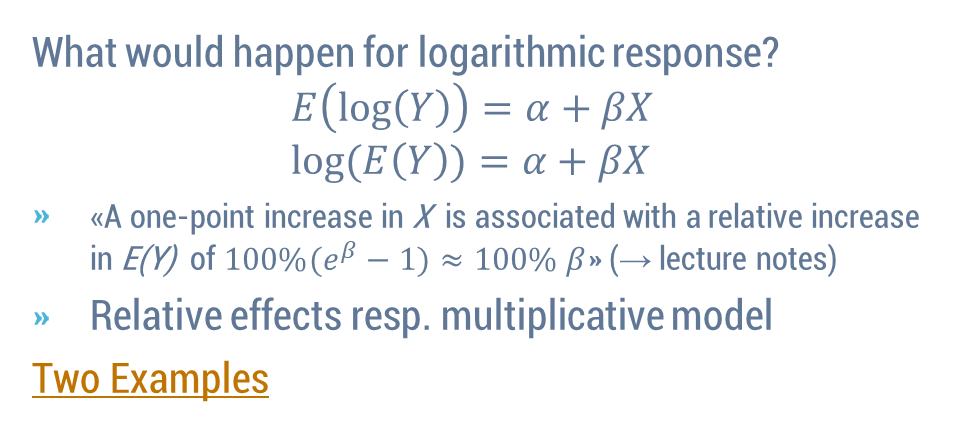 What would happen for logarithmic response?
E(log(Y)) = α + βX
log(E(Y)) = α + βX
» «A one-point increase in X is associated with a relative increase
in E(Y) of 100%(e^β − 1) ≈ 100% β» (→ lecture notes)
» Relative effects resp. multiplicative model
Two Examples